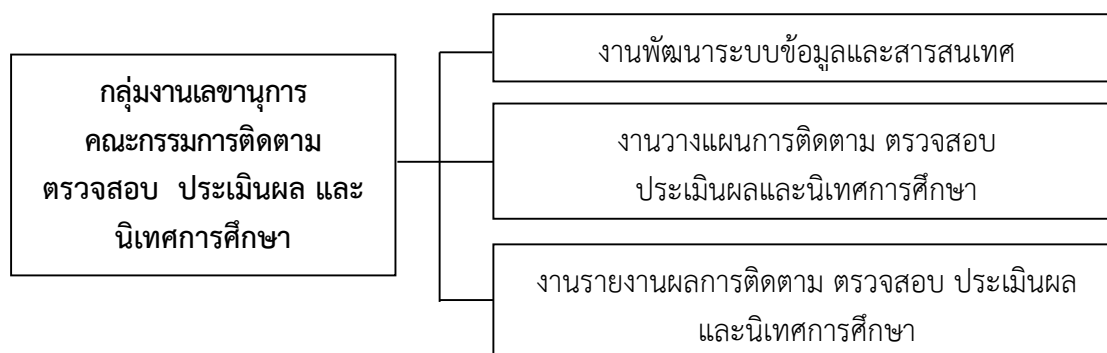 กลุ่มงานเลขานุการ
คณะกรรมการติดตาม
ตรวจสอบ ประเมินผล และ
นิเทศการศึกษา
งานพัฒนาระบบข้อมูลและสารสนเทศ
งานวางแผนการติดตาม ตรวจสอบ
ประเมินผลและนิเทศการศึกษา
งานรายงานผลการติดตาม ตรวจสอบ ประเมินผล
และนิเทศการศึกษา